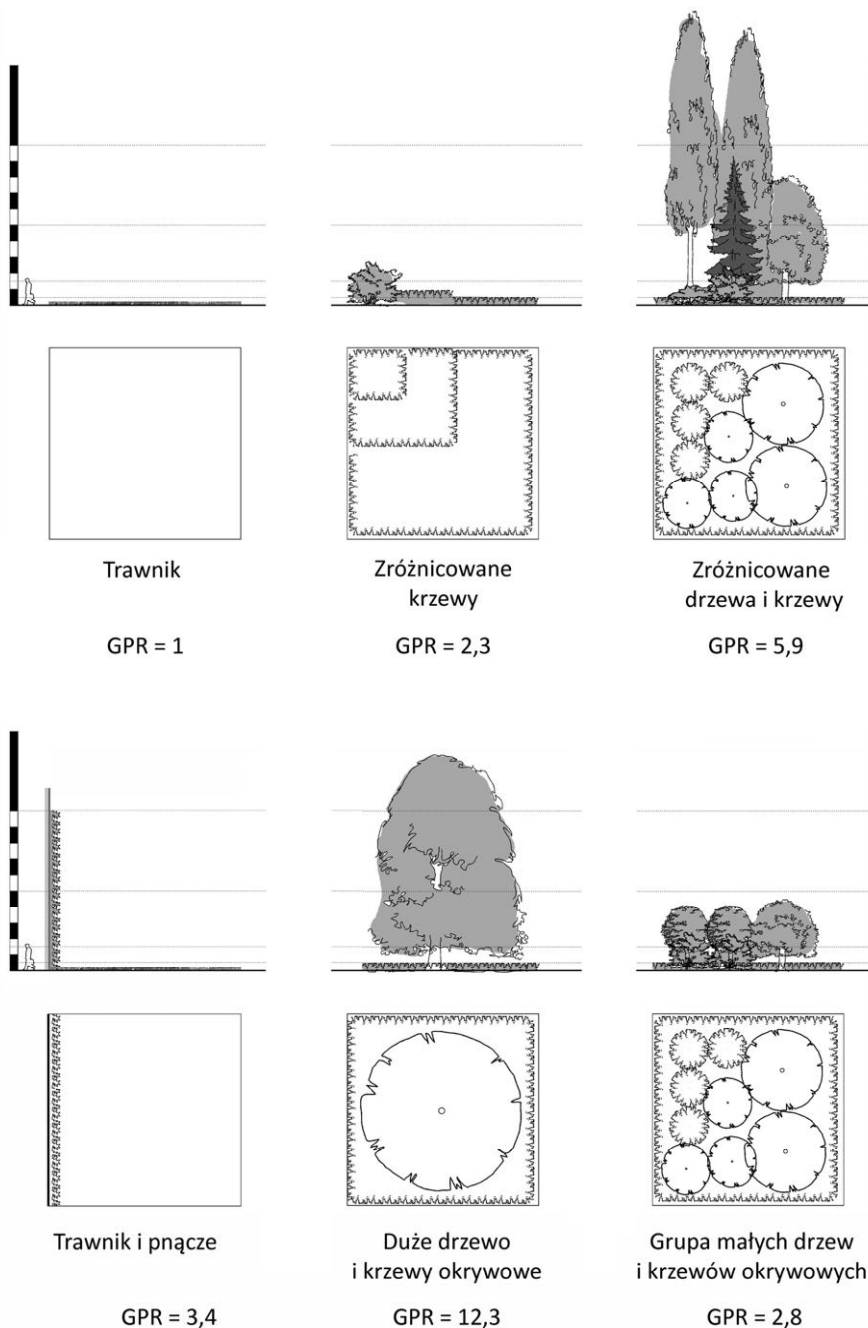 Trawnik
GPR = 1
Zróżnicowane
krzewy
GPR = 2,3
Zróżnicowane
drzewa i krzewy
GPR = 5,9
Trawnik i pnącze
GPR = 3,4
Duże drzewo
i krzewy okrywowe
GPR = 12,3
Grupa małych drzew
i krzewów okrywowych
GPR = 2,8